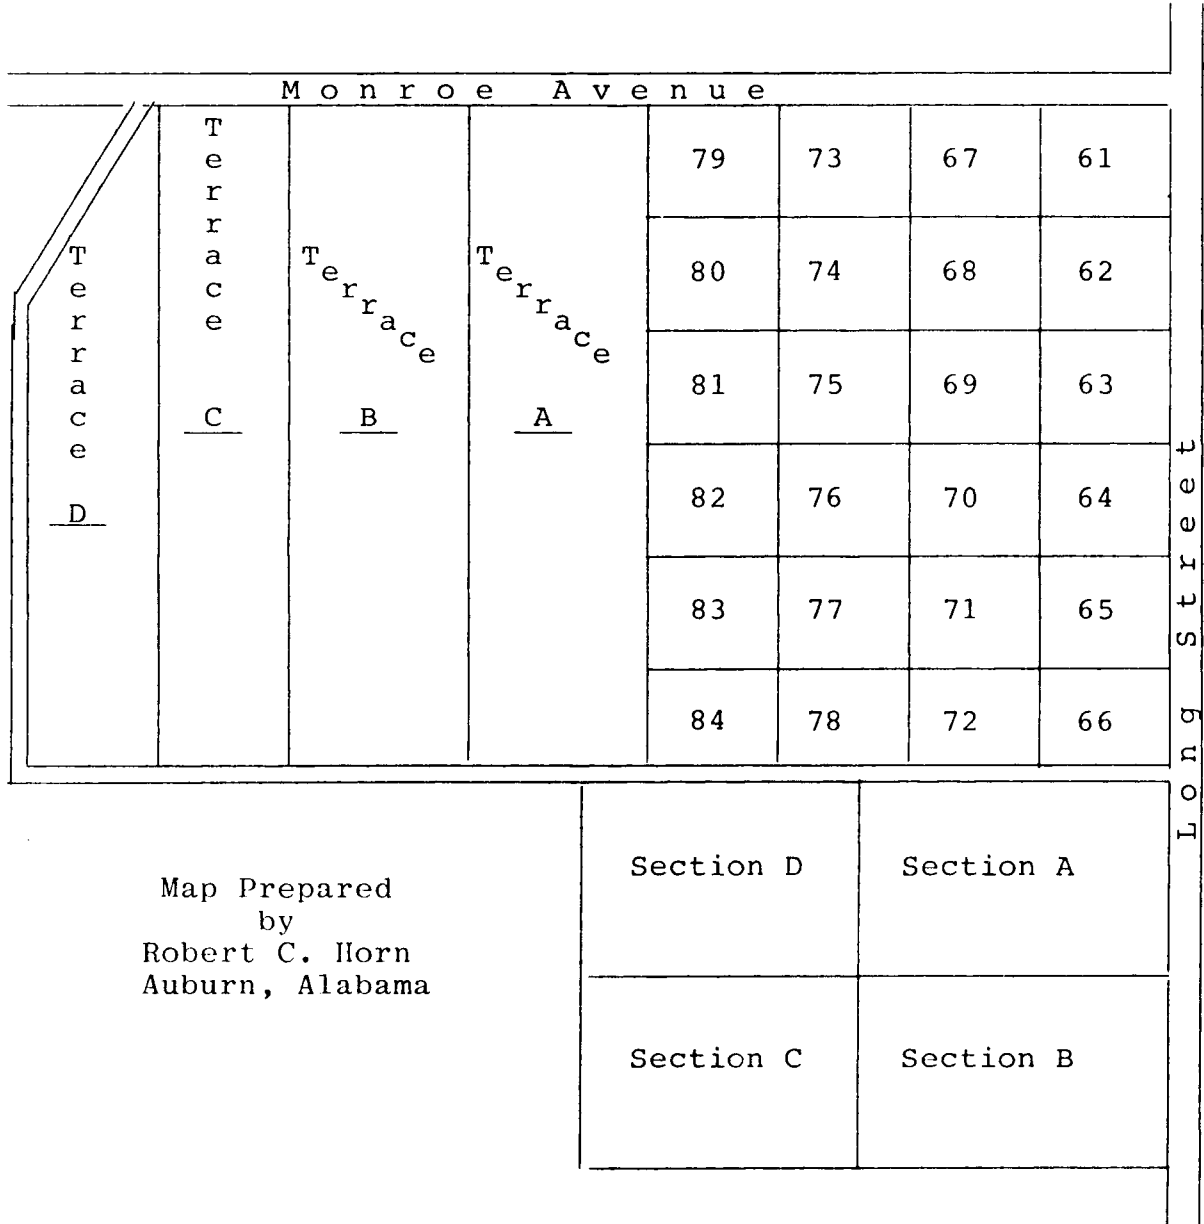 Monroe Avenue
Terrace D
Terrace C
Terrace B
Terrace A
79 73 67 61
80 74 68 62
81 75 69 63
82 76 70 64
83 77 71 65
84 78 72 66
Long Street
Section D Section A
Section C Section B
Map Prepared
by
Robert C. Horn
Auburn, Alabama